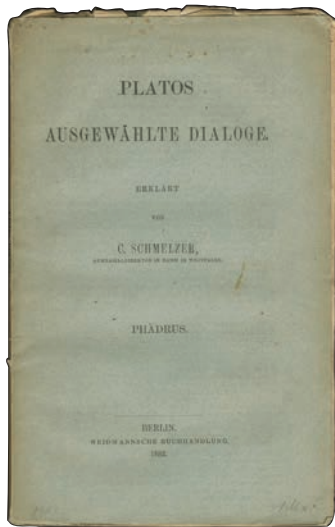 PLATOS
AUSGEWÄHLTE DIALOGE.
ERKLÄRT
VON
C. SCHMELZER,
PHÄDRUS.
BERLIN.
WEIDMANNSCHE BUCHHANDLUNG.